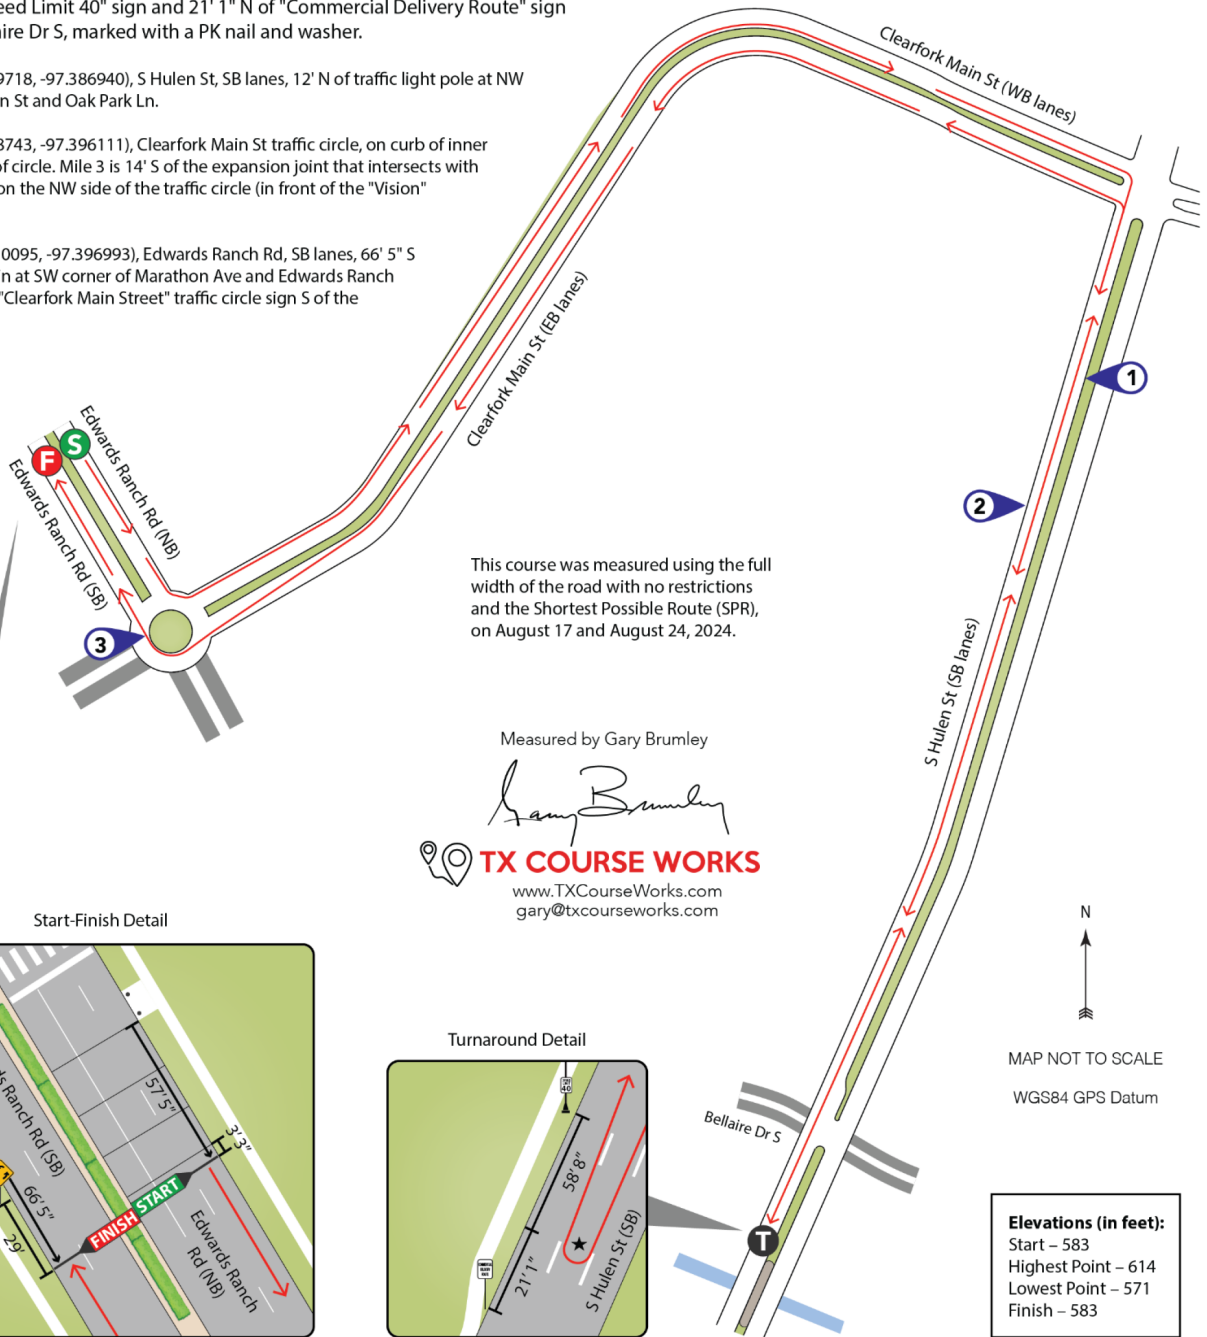 eed Limit 40" sign and 21' 1" N of "Commercial Delivery Route" sign
ire Dr S, marked with a PK nail and washer.
9718, -97.386940), S Hulen St, SB lanes, 12' N of traffic light pole at NW
n St and Oak Park Ln.
8743, -97.396111), Clearfork Main St traffic circle, on curb of inner
of circle. Mile 3 is 14' S of the expansion joint that intersects with
on the NW side of the traffic circle (in front of the "Vision"
0095, -97.396993), Edwards Ranch Rd, SB lanes, 66' 5" S
n at SW corner of Marathon Ave and Edwards Ranch
"Clearfork Main Street" traffic circle sign S of the
Clearfork Main St (WB lanes)
Clearfork Main St (EB lanes)
1
2
S
F
Edwards Ranch Rd (NB)
Edwards Ranch Rd (SB)
3
This course was measured using the full
width of the road with no restrictions
and the Shortest Possible Route (SPR),
on August 17 and August 24, 2024.
S Hulen St (SB lanes)
Measured by Gary Brumley
Gary Brumley
TX COURSE WORKS
www.TXCourseWorks.com
gary@txcourseworks.com
Start-Finish Detail
57' 5"
3' 3"
ds Ranch Rd (SB)
66' 5"
29'
FINISH
START
Edwards Ranch
Rd (NB)
Turnaround Detail
40
58' 8"
21' 1"
S Hulen St (SB)
Bellaire Dr S
T
N
MAP NOT TO SCALE
WGS84 GPS Datum
Elevations (in feet):
Start – 583
Highest Point – 614
Lowest Point – 571
Finish – 583